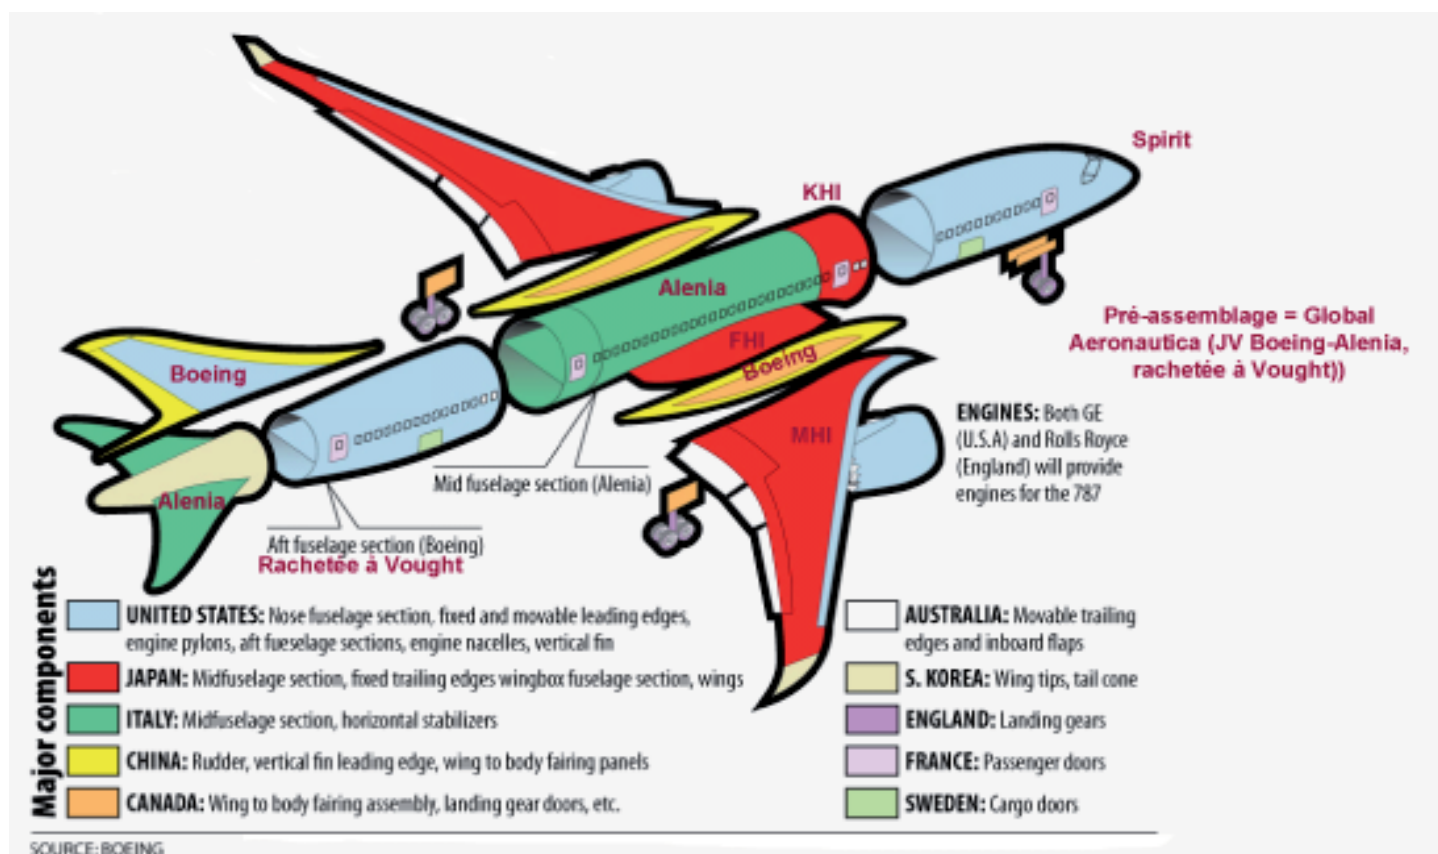 Spirit
KHI
Alenia
Pré-assemblage = Global
Aeronautica (JV Boeing-Alenia,
rachetée à Vought))
FHI
Boeing
Boeing
MHI
ENGINES: Both GE
(U.S.A) and Rolls Royce
(England) will provide
engines for the 787
Alenia
Mid fuselage section (Alenia)
Aft fuselage section (Boeing)
Rachetée à Vought
Major components
UNITED STATES: Nose fuselage section, fixed and movable leading edges,
engine pylons, aft fueselage sections, engine nacelles, vertical fin
JAPAN: Midfuselage section, fixed trailing edges wingbox fuselage section, wings
ITALY: Midfuselage section, horizontal stabilizers
CHINA: Rudder, vertical fin leading edge, wing to body fairing panels
CANADA: Wing to body fairing assembly, landing gear doors, etc.
AUSTRALIA: Movable trailing
edges and inboard flaps
S. KOREA: Wing tips, tail cone
ENGLAND: Landing gears
FRANCE: Passenger doors
SWEDEN: Cargo doors
SOURCE: BOEING